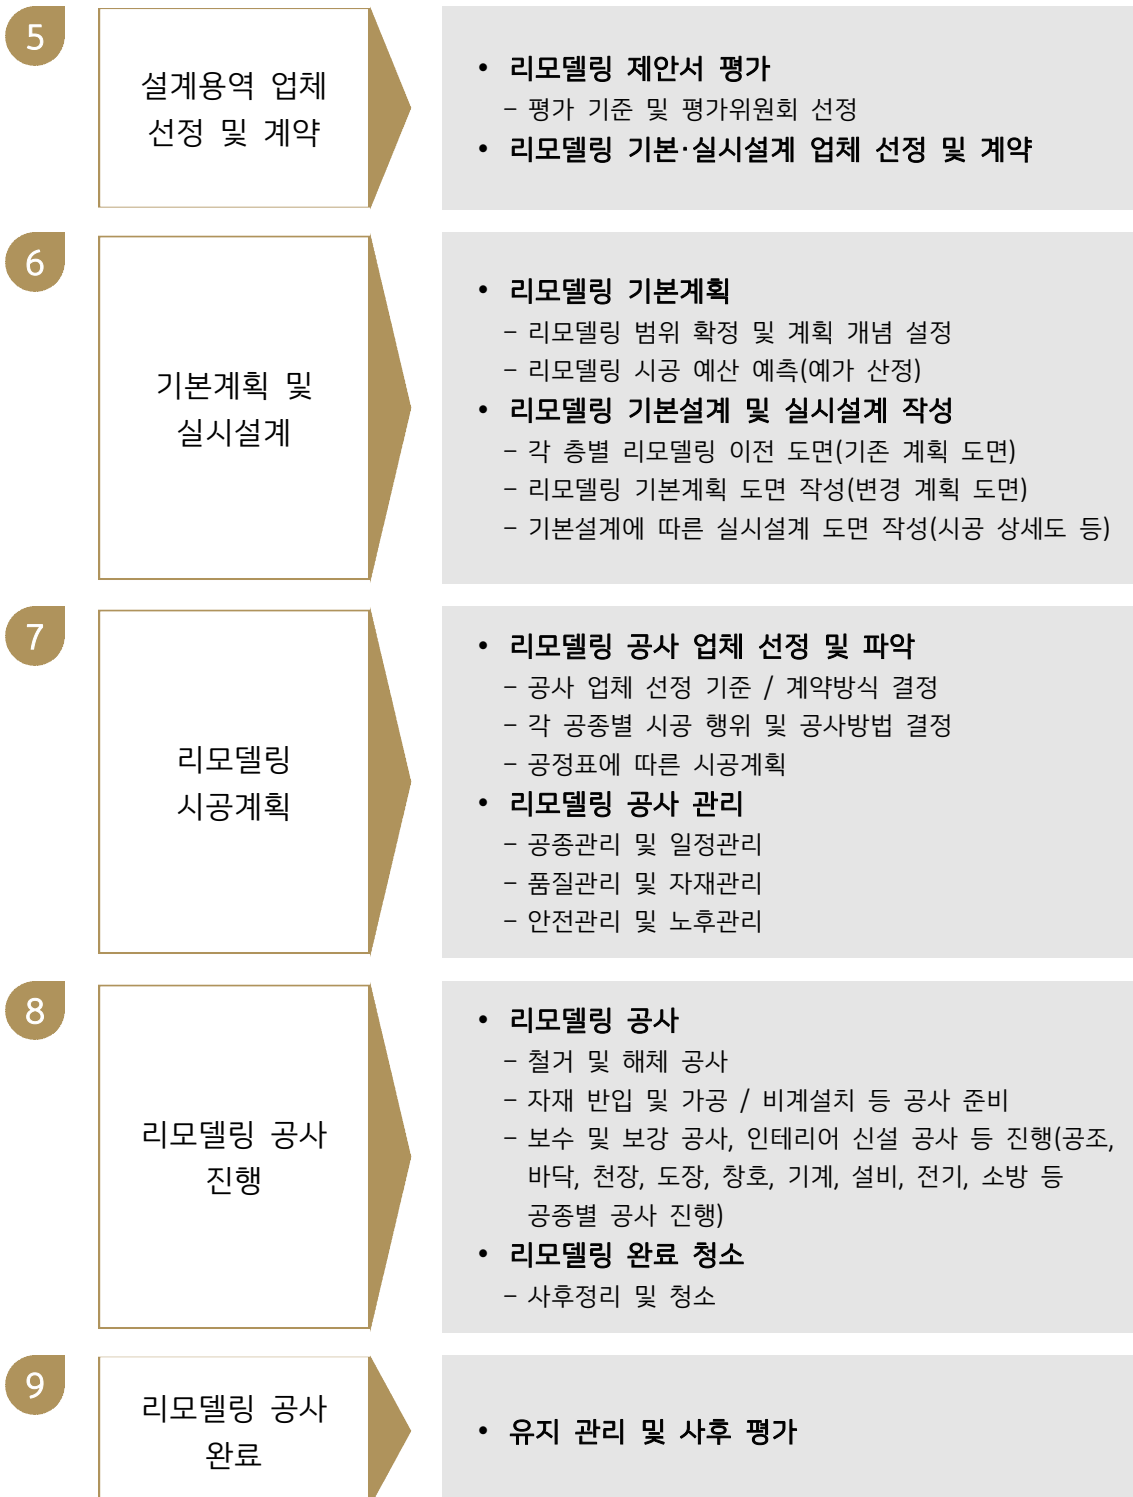 5
설계용역 업체
선정 및 계약
• 리모델링 제안서 평가
– 평가 기준 및 평가위원회 선정
• 리모델링 기본·실시설계 업체 선정 및 계약
6
기본계획 및
실시설계
• 리모델링 기본계획
– 리모델링 범위 확정 및 계획 개념 설정
– 리모델링 시공 예산 예측(예가 산정)
• 리모델링 기본설계 및 실시설계 작성
– 각 층별 리모델링 이전 도면(기존 계획 도면)
– 리모델링 기본계획 도면 작성(변경 계획 도면)
– 기본설계에 따른 실시설계 도면 작성(시공 상세도 등)
7
리모델링
시공계획
• 리모델링 공사 업체 선정 및 파악
– 공사 업체 선정 기준 / 계약방식 결정
– 각 공종별 시공 행위 및 공사방법 결정
– 공정표에 따른 시공계획
• 리모델링 공사 관리
– 공종관리 및 일정관리
– 품질관리 및 자재관리
– 안전관리 및 노후관리
8
리모델링 공사
진행
• 리모델링 공사
– 철거 및 해체 공사
– 자재 반입 및 가공 / 비계설치 등 공사 준비
– 보수 및 보강 공사, 인테리어 신설 공사 등 진행(공조,
바닥, 천장, 도장, 창호, 기계, 설비, 전기, 소방 등
공종별 공사 진행)
• 리모델링 완료 청소
– 사후정리 및 청소
9
리모델링 공사
완료
• 유지 관리 및 사후 평가